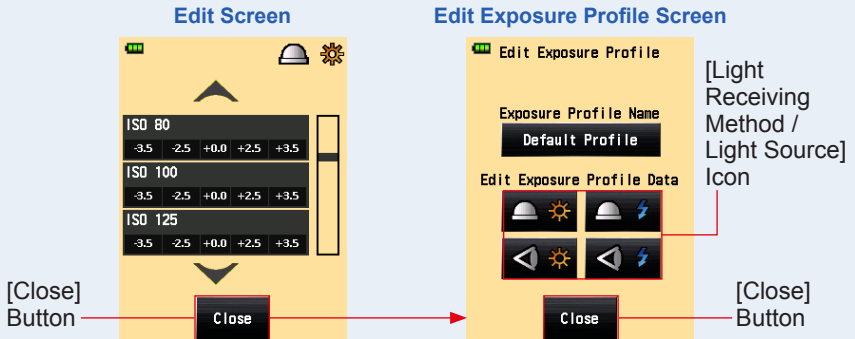 Edit Screen
Edit Exposure Profile Screen
ISO 80
-3.5 -2.5 +0.0 +2.5 +3.5
ISO 100
-3.5 -2.5 +0.0 +2.5 +3.5
ISO 125
-3.5 -2.5 +0.0 +2.5 +3.5
Close
[Close]
Button
Edit Exposure Profile
Exposure Profile Name
Default Profile
Edit Exposure Profile Data
Close
[Light
Receiving
Method /
Light Source]
Icon
[Close]
Button